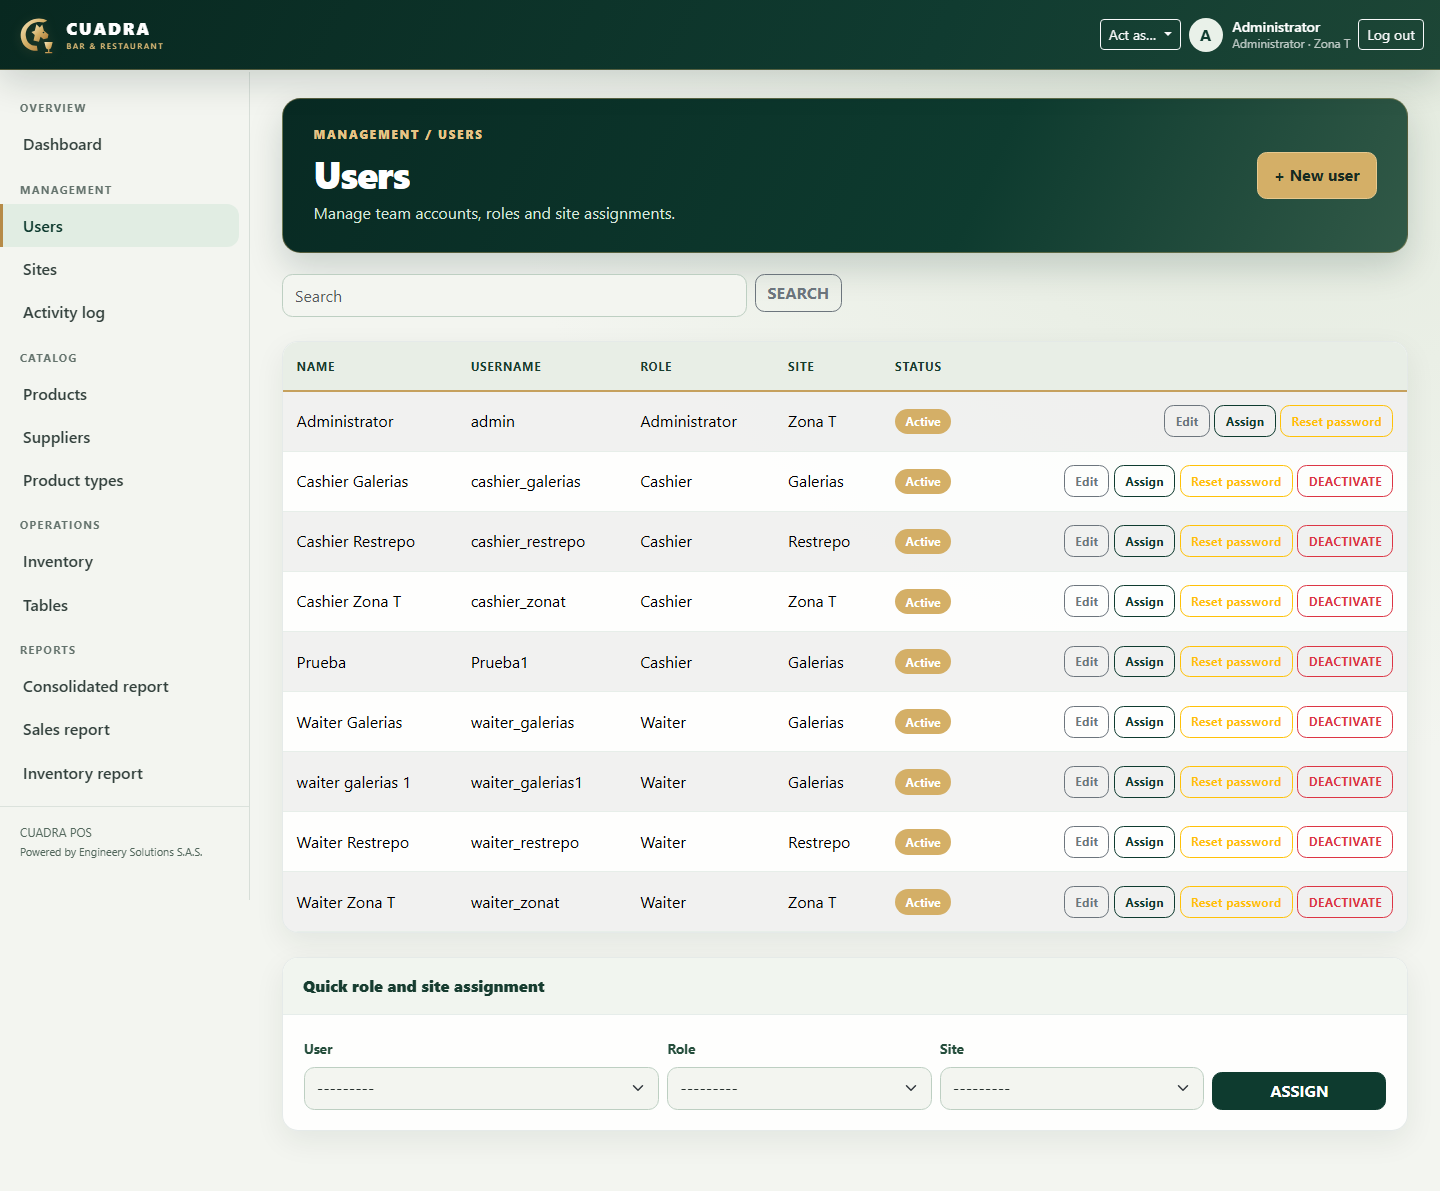 CUADRA
BAR & RESTAURANT
Act as...
A
Administrator
Administrator · Zona T
Log out
OVERVIEW
Dashboard
MANAGEMENT
Users
Sites
Activity log
CATALOG
Products
Suppliers
Product types
OPERATIONS
Inventory
Tables
REPORTS
Consolidated report
Sales report
Inventory report
CUADRA POS
Powered by Engineery Solutions S.A.S.
MANAGEMENT / USERS
Users
Manage team accounts, roles and site assignments.
+ New user
Search
SEARCH
NAME USERNAME ROLE SITE STATUS
Administrator admin Administrator Zona T Active Edit Assign Reset password
Cashier Galerias cashier_galerias Cashier Galerias Active Edit Assign Reset password DEACTIVATE
Cashier Restrepo cashier_restrepo Cashier Restrepo Active Edit Assign Reset password DEACTIVATE
Cashier Zona T cashier_zonat Cashier Zona T Active Edit Assign Reset password DEACTIVATE
Prueba Prueba1 Cashier Galerias Active Edit Assign Reset password DEACTIVATE
Waiter Galerias waiter_galerias Waiter Galerias Active Edit Assign Reset password DEACTIVATE
waiter galerias 1 waiter_galerias1 Waiter Galerias Active Edit Assign Reset password DEACTIVATE
Waiter Restrepo waiter_restrepo Waiter Restrepo Active Edit Assign Reset password DEACTIVATE
Waiter Zona T waiter_zonat Waiter Zona T Active Edit Assign Reset password DEACTIVATE
Quick role and site assignment
User Role Site
--------- --------- --------- ASSIGN